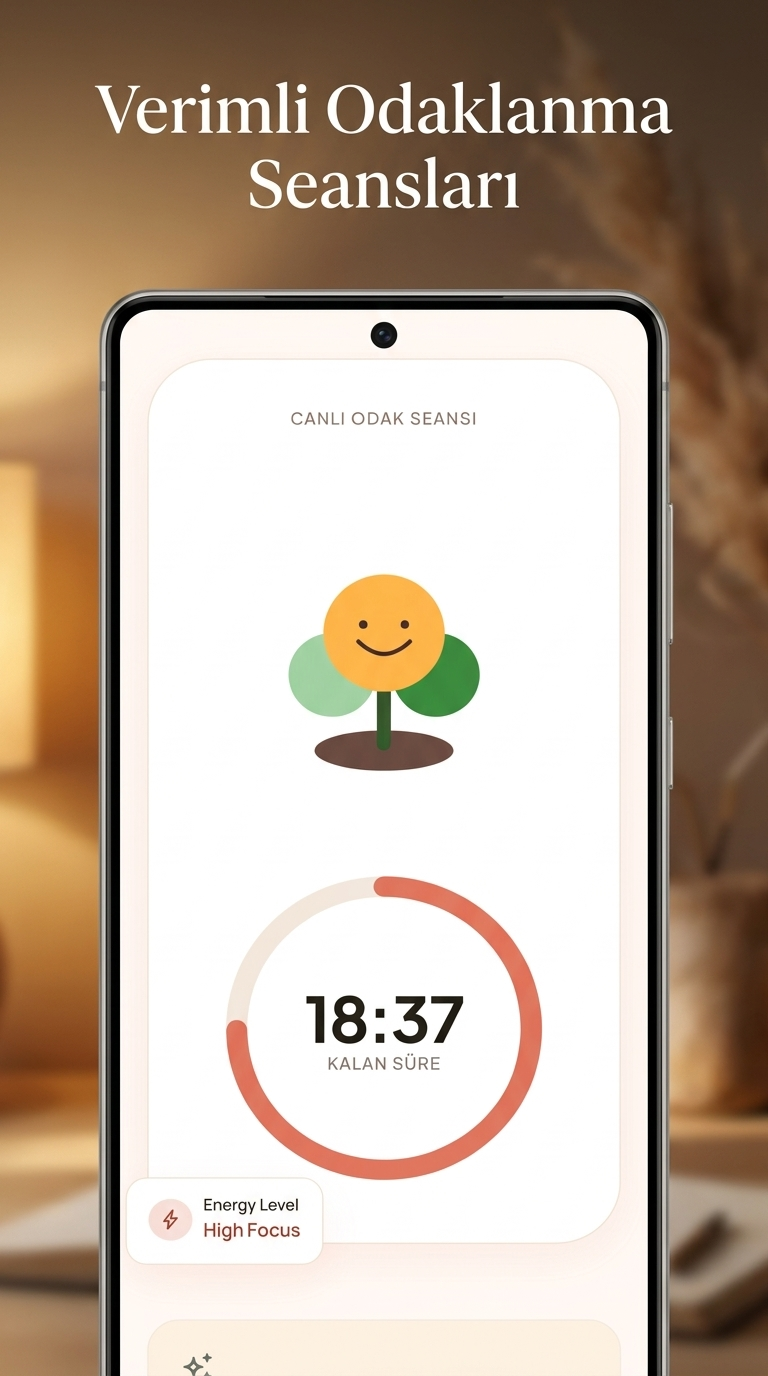 Verimli Odaklanma
Seansları
CANLI ODAK SEANSI
18:37
KALAN SÜRE
Energy Level
High Focus